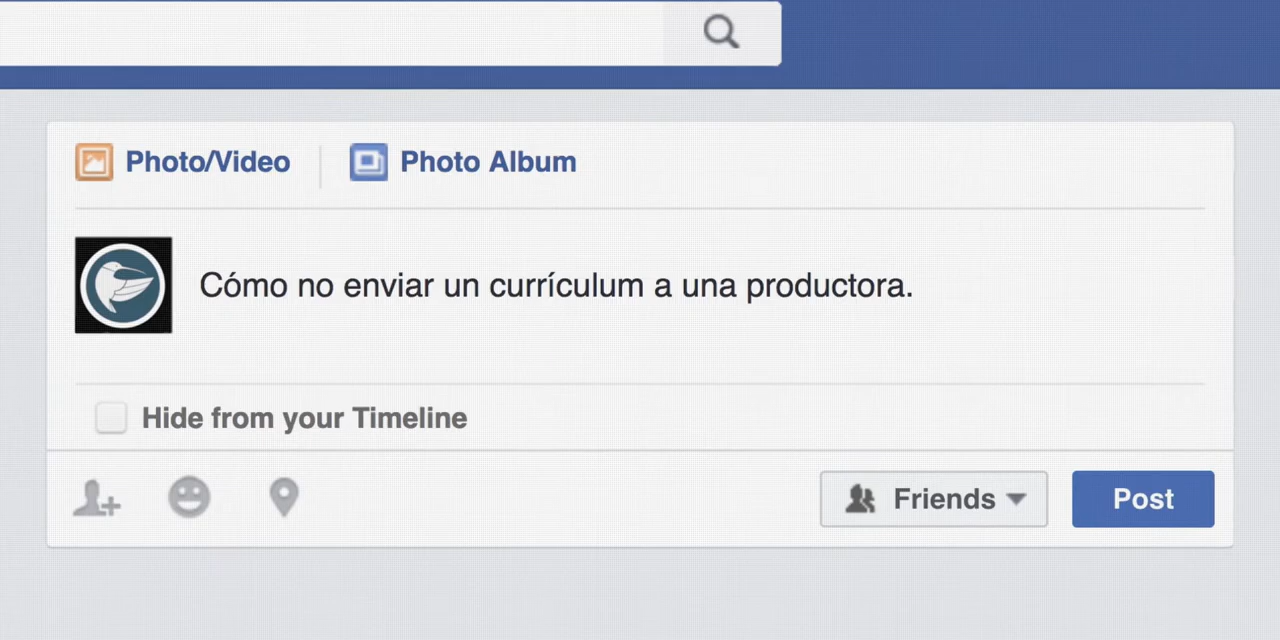 Photo/Video
Photo Album
Cómo no enviar un currículum a una productora.
Hide from your Timeline
Friends
Post